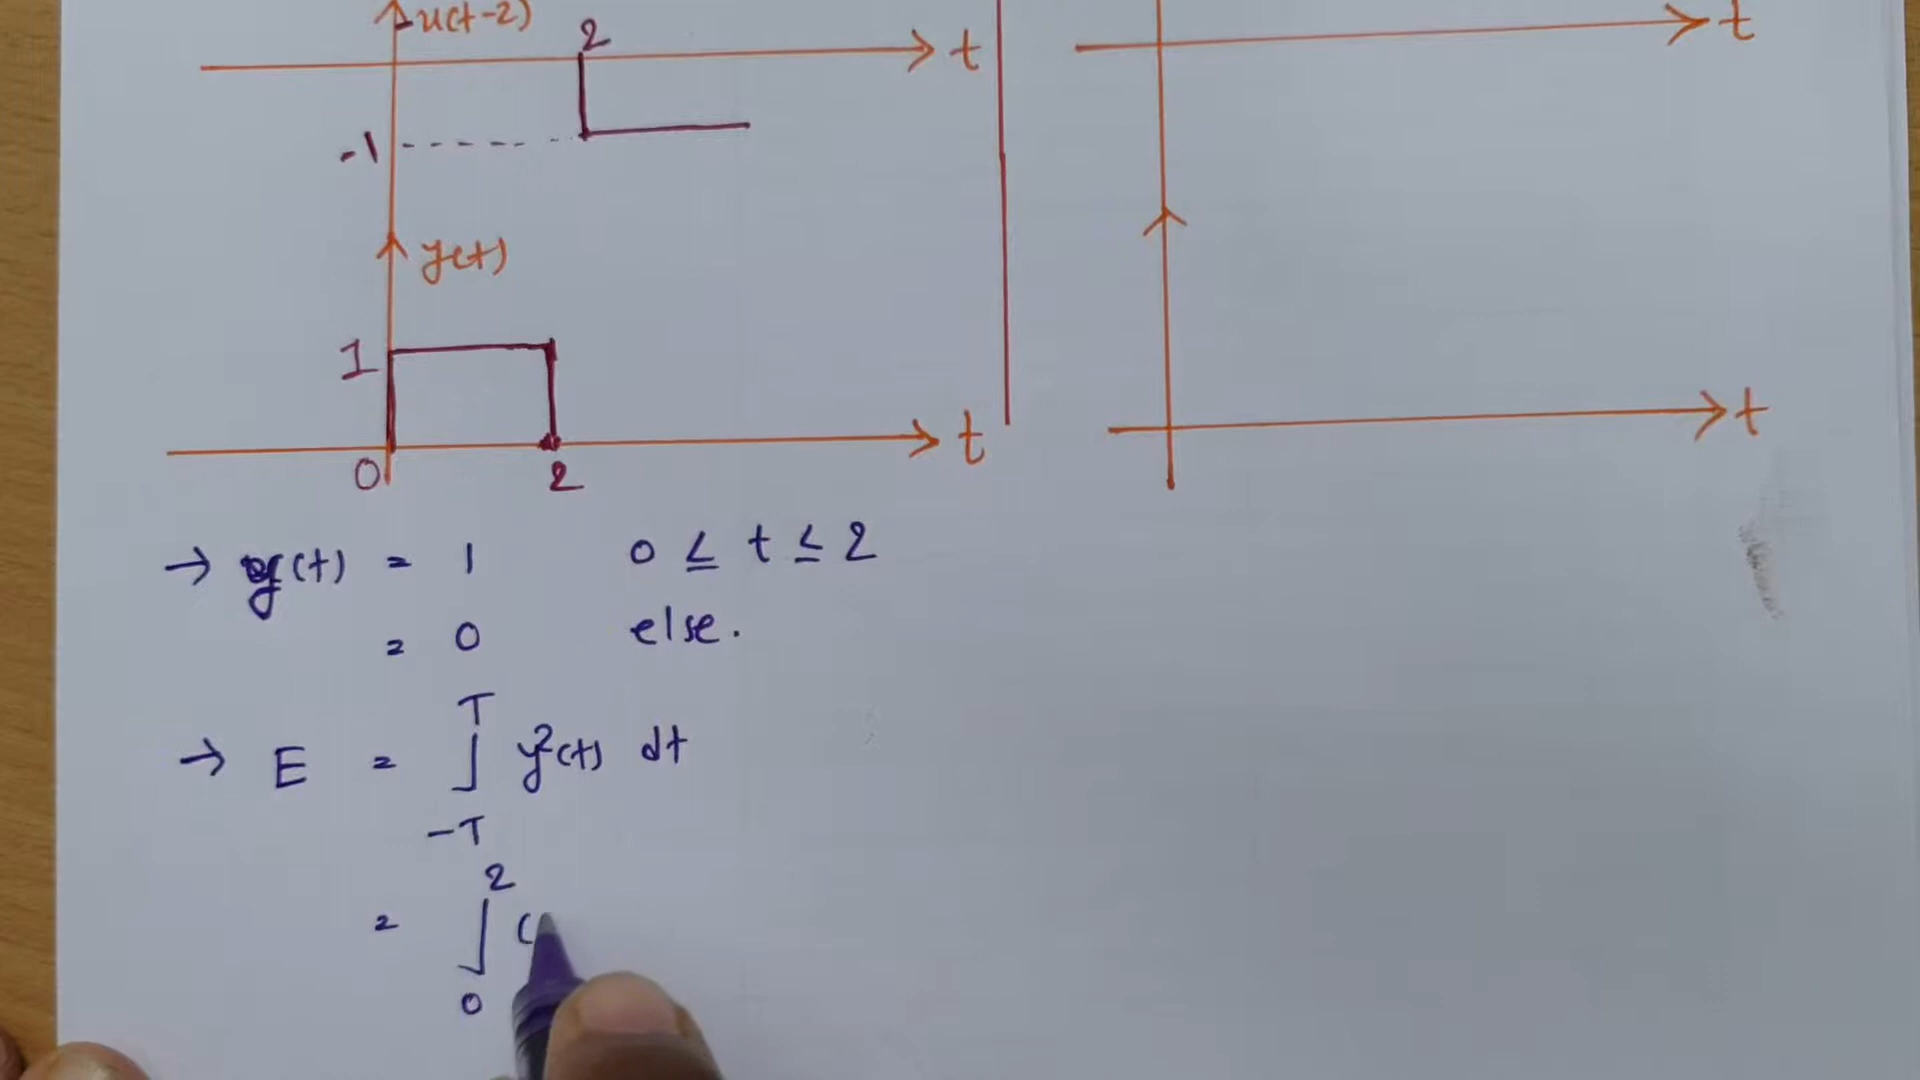 -u(t-2)
2
t
t
-1
y(t)
1
t
t
0
2
→ y(t) = 1 0 ≤ t ≤ 2
= 0 else.
T
→ E = ∫ y²(t) dt
-T
2
= ∫ (
0